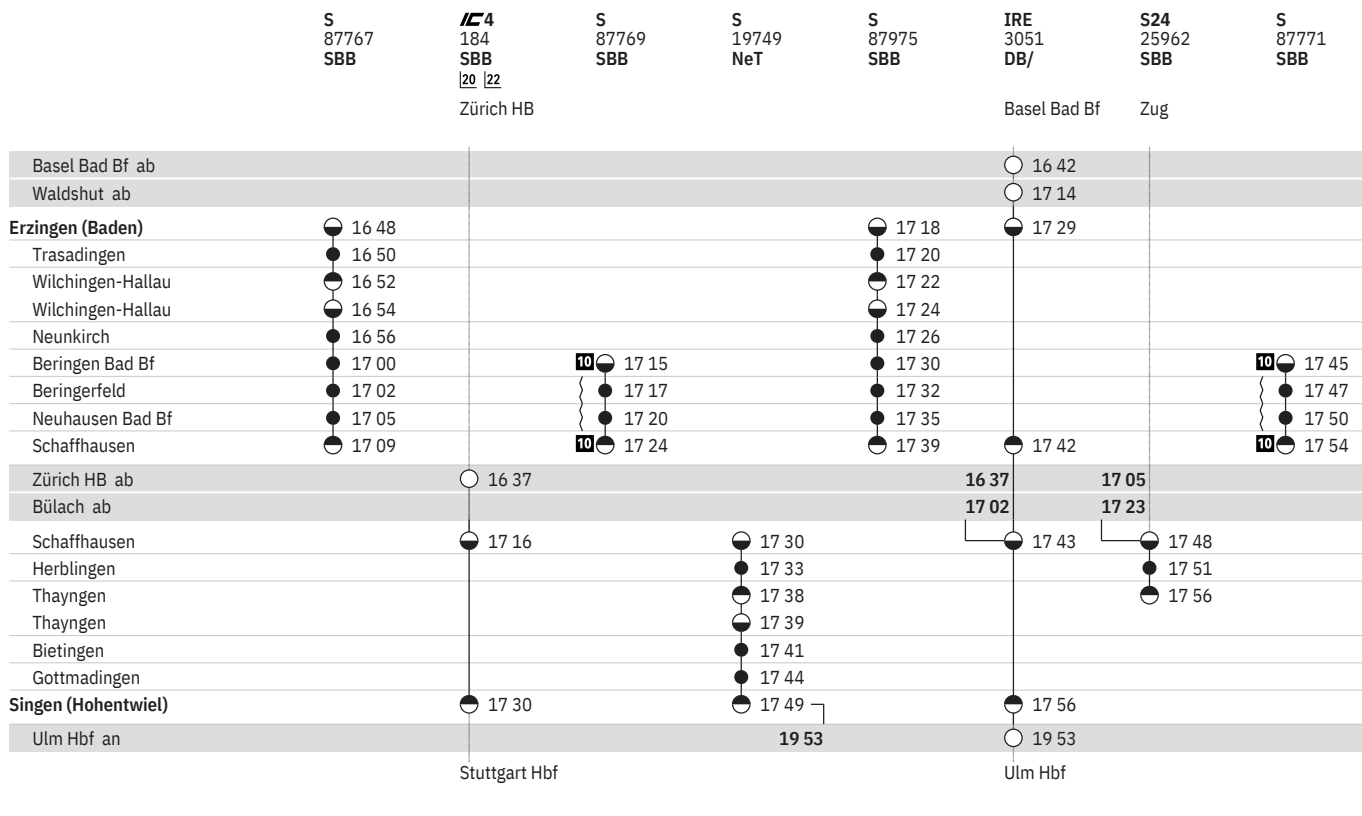 S IC4 S S S IRE S24 S
87767 184 87769 19749 87975 3051 25962 87771
SBB SBB SBB NeT SBB DB/ SBB SBB
20 22
Zürich HB Basel Bad Bf Zug
Basel Bad Bf ab 16 42
Waldshut ab 17 14
Erzingen (Baden) 16 48 17 18 17 29
Trasadingen 16 50 17 20
Wilchingen-Hallau 16 52 17 22
Wilchingen-Hallau 16 54 17 24
Neunkirch 16 56 17 26
Beringen Bad Bf 17 00 10 17 15 17 30 10 17 45
Beringerfeld 17 02 17 17 17 32 17 47
Neuhausen Bad Bf 17 05 17 20 17 35 17 50
Schaffhausen 17 09 10 17 24 17 39 17 42 10 17 54
Zürich HB ab 16 37 16 37 17 05
Bülach ab 17 02 17 23
Schaffhausen 17 16 17 30 17 43 17 48
Herblingen 17 33 17 51
Thayngen 17 38 17 56
Thayngen 17 39
Bietingen 17 41
Gottmadingen 17 44
Singen (Hohentwiel) 17 30 17 49 17 56
Ulm Hbf an 19 53 19 53
Stuttgart Hbf Ulm Hbf